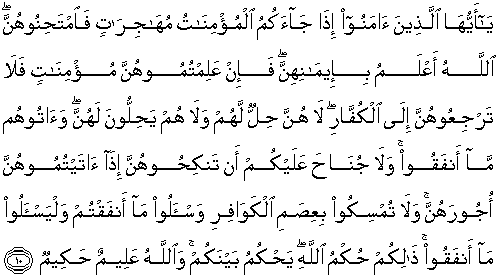 يَـٰٓأَيُّهَا ٱلَّذِينَ ءَامَنُوٓا۟ إِذَا جَآءَكُمُ ٱلْمُؤْمِنَـٰتُ مُهَـٰجِرَٰتٍ فَٱمْتَحِنُوهُنَّ ۖ
ٱللَّهُ أَعْلَمُ بِإِيمَـٰنِهِنَّ ۖ فَإِنْ عَلِمْتُمُوهُنَّ مُؤْمِنَـٰتٍ فَلَا
تَرْجِعُوهُنَّ إِلَى ٱلْكُفَّارِ ۖ لَا هُنَّ حِلٌّ لَّهُمْ وَلَا هُمْ يَحِلُّونَ لَهُنَّ ۖ وَءَاتُوهُم
مَّآ أَنفَقُوا۟ ۚ وَلَا جُنَاحَ عَلَيْكُمْ أَن تَنكِحُوهُنَّ إِذَآ ءَاتَيْتُمُوهُنَّ
أُجُورَهُنَّ ۚ وَلَا تُمْسِكُوا۟ بِعِصَمِ ٱلْكَوَافِرِ وَسْـَٔلُوا۟ مَآ أَنفَقْتُمْ وَلْيَسْـَٔلُوا۟
مَآ أَنفَقُوا۟ ۚ ذَٰلِكُمْ حُكْمُ ٱللَّهِ ۖ يَحْكُمُ بَيْنَكُمْ ۚ وَٱللَّهُ عَلِيمٌ حَكِيمٌ ١٠